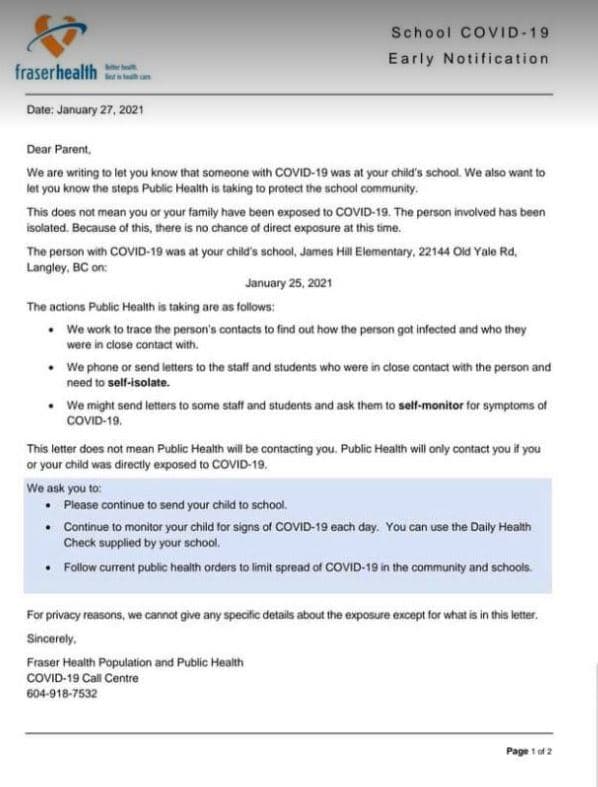 School COVID-19
Early Notification
fraserhealth
Better health.
Best in health care.
Date: January 27, 2021
Dear Parent,
We are writing to let you know that someone with COVID-19 was at your child's school. We also want to
let you know the steps Public Health is taking to protect the school community.
This does not mean you or your family have been exposed to COVID-19. The person involved has been
isolated. Because of this, there is no chance of direct exposure at this time.
The person with COVID-19 was at your child's school, James Hill Elementary, 22144 Old Yale Rd,
Langley, BC on:
January 25, 2021
The actions Public Health is taking are as follows:
• We work to trace the person's contacts to find out how the person got infected and who they
were in close contact with.
• We phone or send letters to the staff and students who were in close contact with the person and
need to self-isolate.
• We might send letters to some staff and students and ask them to self-monitor for symptoms of
COVID-19.
This letter does not mean Public Health will be contacting you. Public Health will only contact you if you
or your child was directly exposed to COVID-19.
We ask you to:
• Please continue to send your child to school.
• Continue to monitor your child for signs of COVID-19 each day. You can use the Daily Health
Check supplied by your school.
• Follow current public health orders to limit spread of COVID-19 in the community and schools.
For privacy reasons, we cannot give any specific details about the exposure except for what is in this letter.
Sincerely,
Fraser Health Population and Public Health
COVID-19 Call Centre
604-918-7532
Page 1 of 2